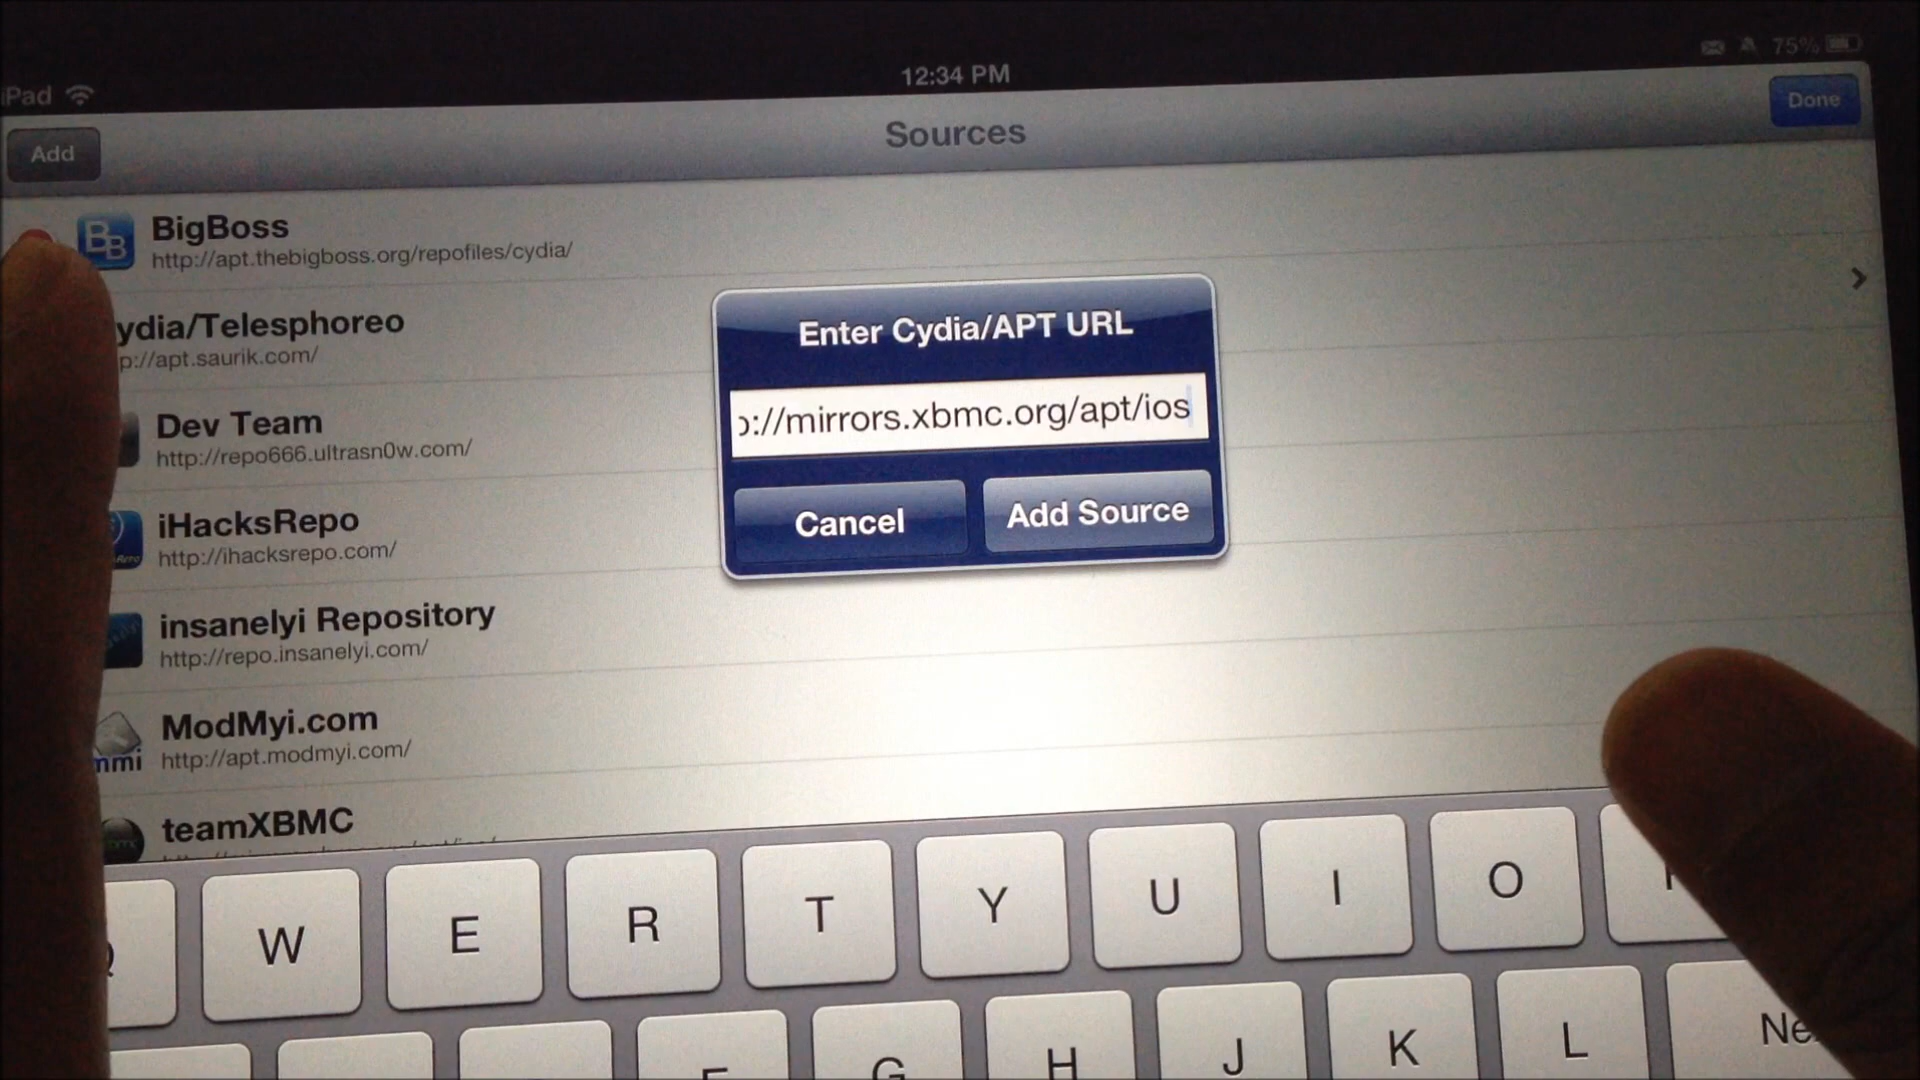 iPad
12:34 PM
75%
Add
Sources
Done
BB
BigBoss
http://apt.thebigboss.org/repofiles/cydia/
ydia/Telesphoreo
p://apt.saurik.com/
Dev Team
http://repo666.ultrasn0w.com/
iHacksRepo
http://ihacksrepo.com/
insanelyi Repository
http://repo.insanelyi.com/
mmi
ModMyi.com
http://apt.modmyi.com/
teamXBMC
Enter Cydia/APT URL
p://mirrors.xbmc.org/apt/ios
Cancel
Add Source
W E R T Y U I O
G H J K L Ne